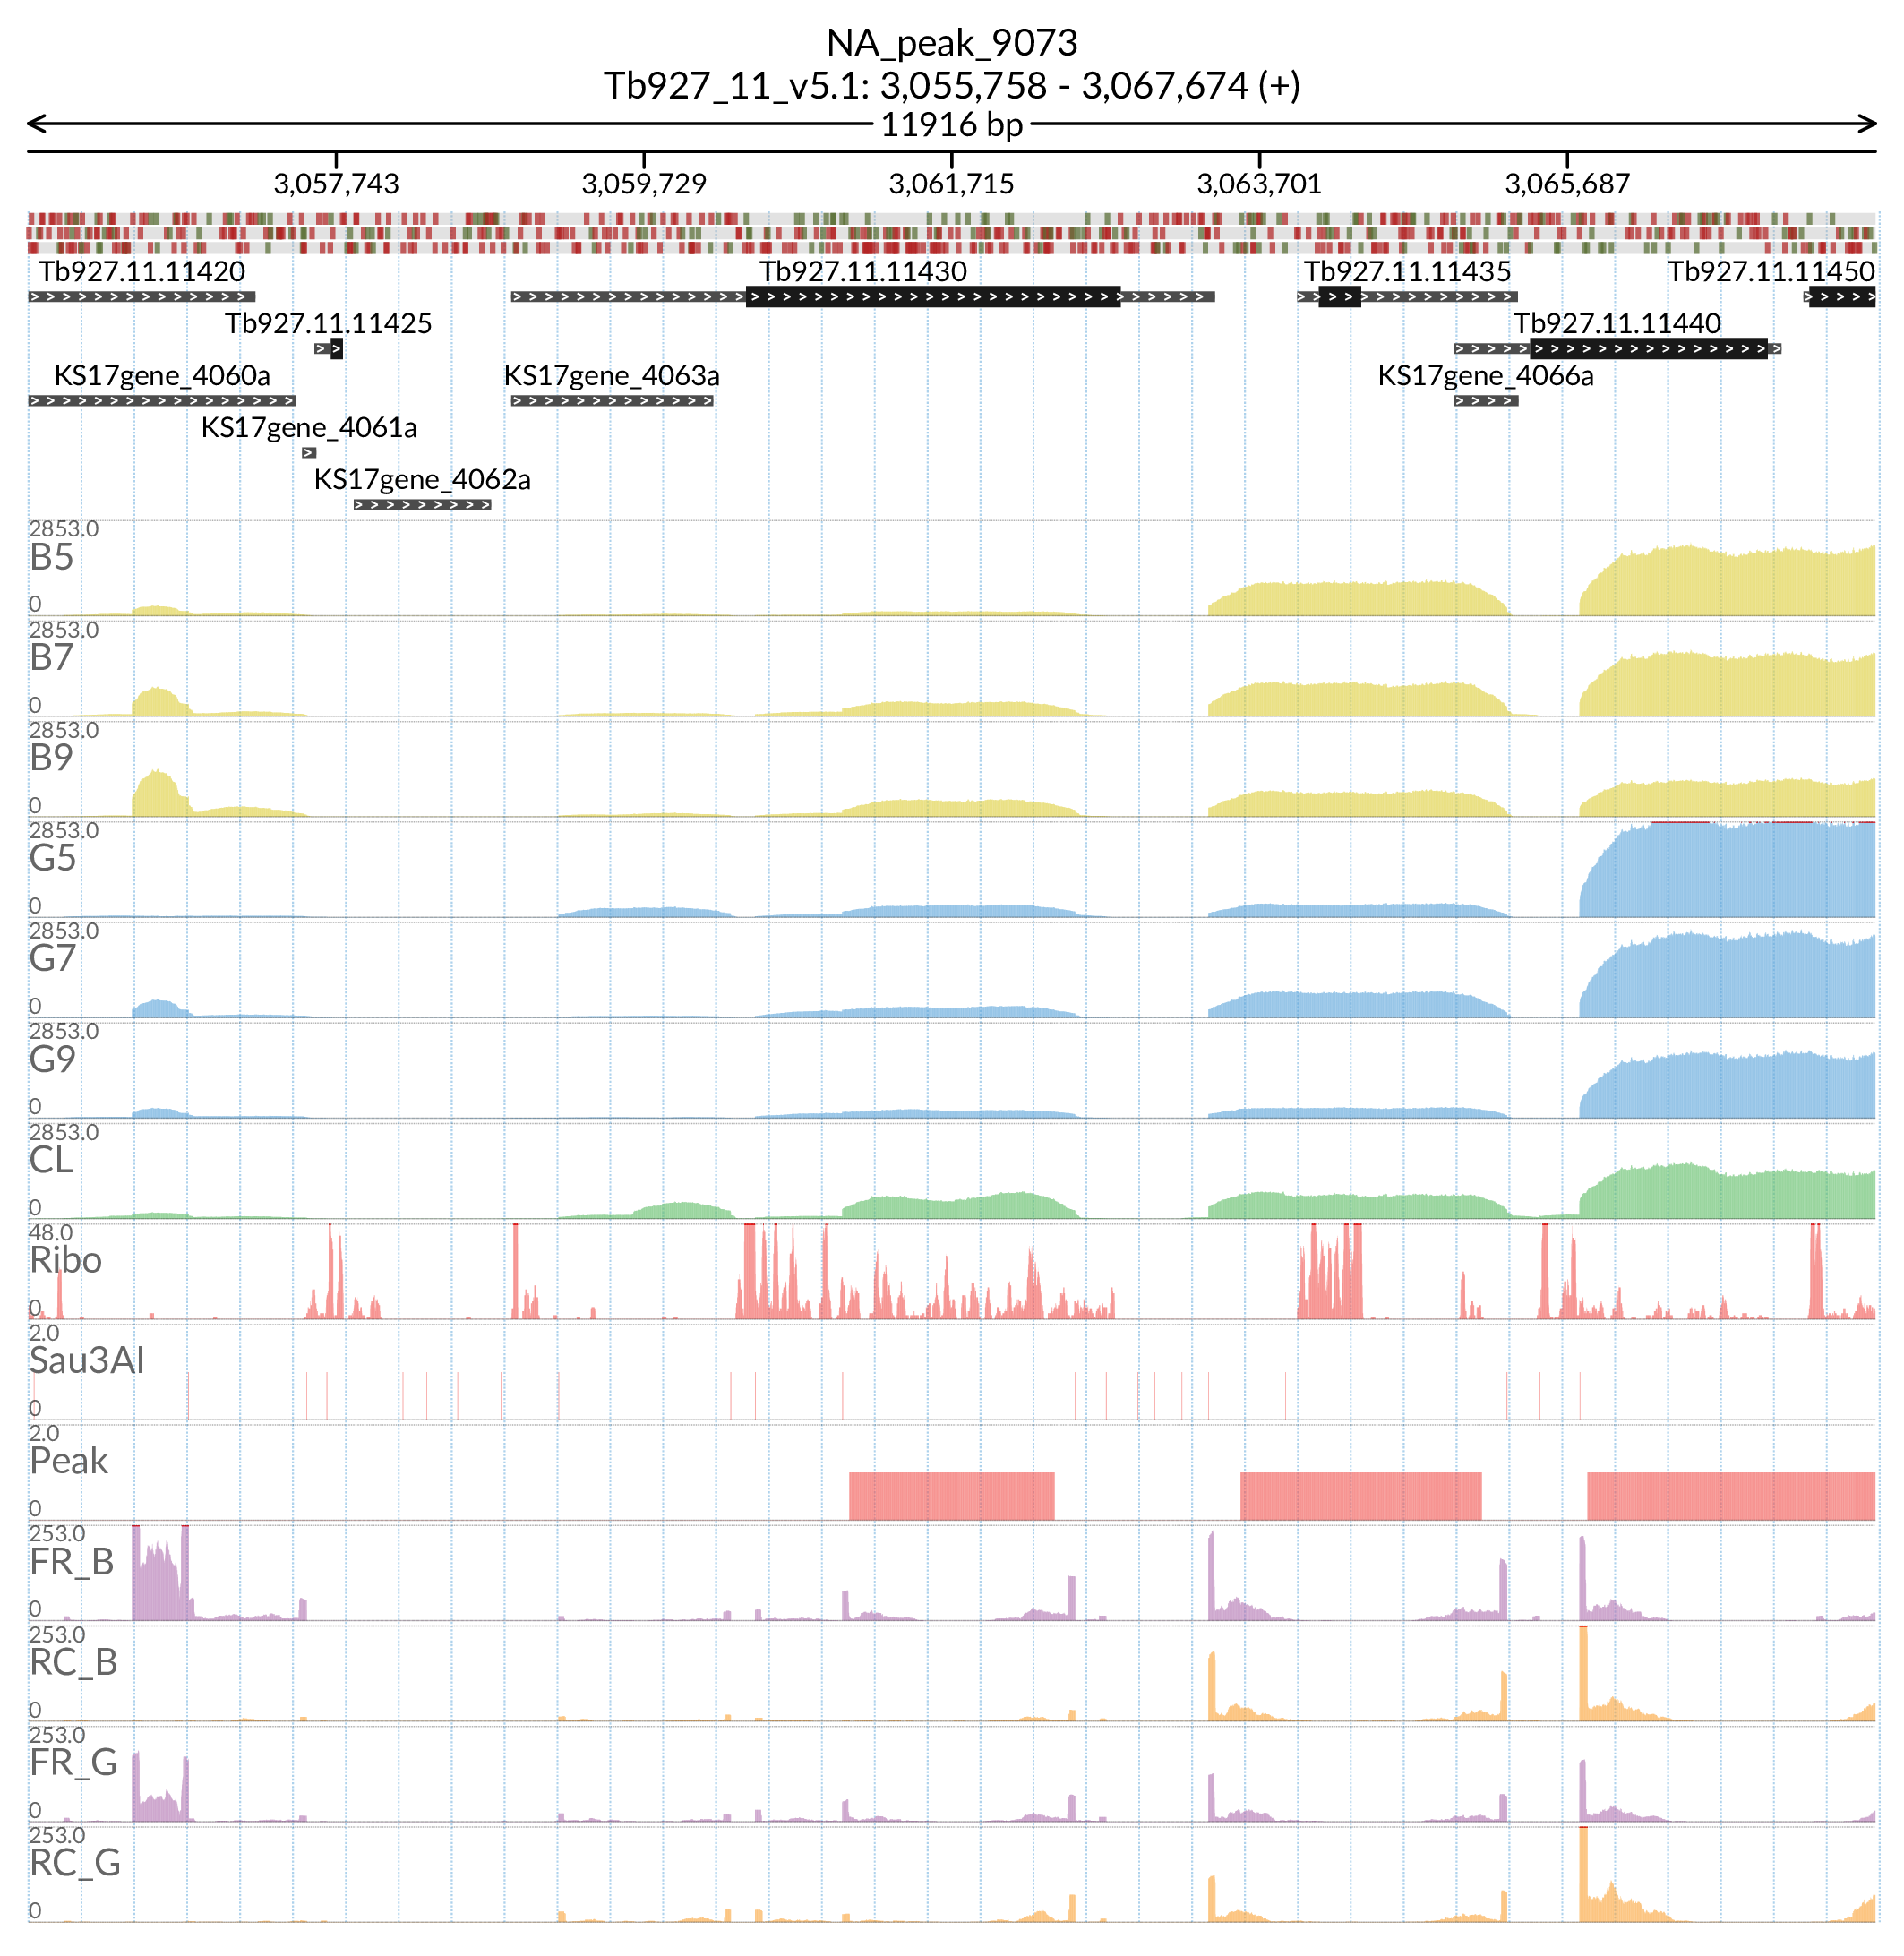 NA_peak_9073
Tb927_11_v5.1: 3,055,758 - 3,067,674 (+)
11916 bp
3,057,743 3,059,729 3,061,715 3,063,701 3,065,687
Tb927.11.11420 Tb927.11.11430 Tb927.11.11435 Tb927.11.11450
Tb927.11.11425 Tb927.11.11440
KS17gene_4060a KS17gene_4063a KS17gene_4066a
KS17gene_4061a
KS17gene_4062a
2853.0
B5
0
2853.0
B7
0
2853.0
B9
0
2853.0
G5
0
2853.0
G7
0
2853.0
G9
0
2853.0
CL
0
48.0
Ribo
0
2.0
Sau3AI
0
2.0
Peak
0
253.0
FR_B
0
253.0
RC_B
0
253.0
FR_G
0
253.0
RC_G
0